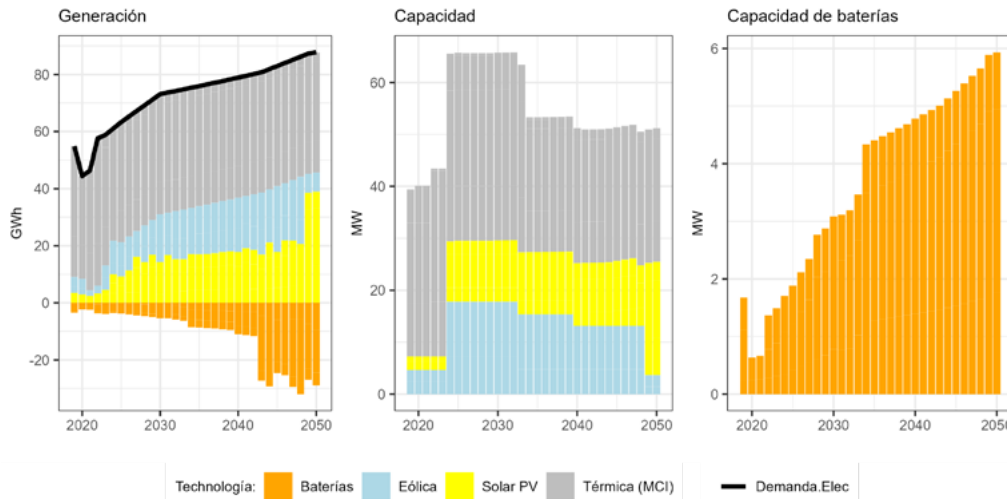 Generación
Capacidad
Capacidad de baterías
GWh
80
60
40
20
0
-20
2020 2030 2040 2050
MW
60
40
20
0
2020 2030 2040 2050
MW
6
4
2
0
2020 2030 2040 2050
Technología: Baterías Eólica Solar PV Térmica (MCI) Demanda.Elec